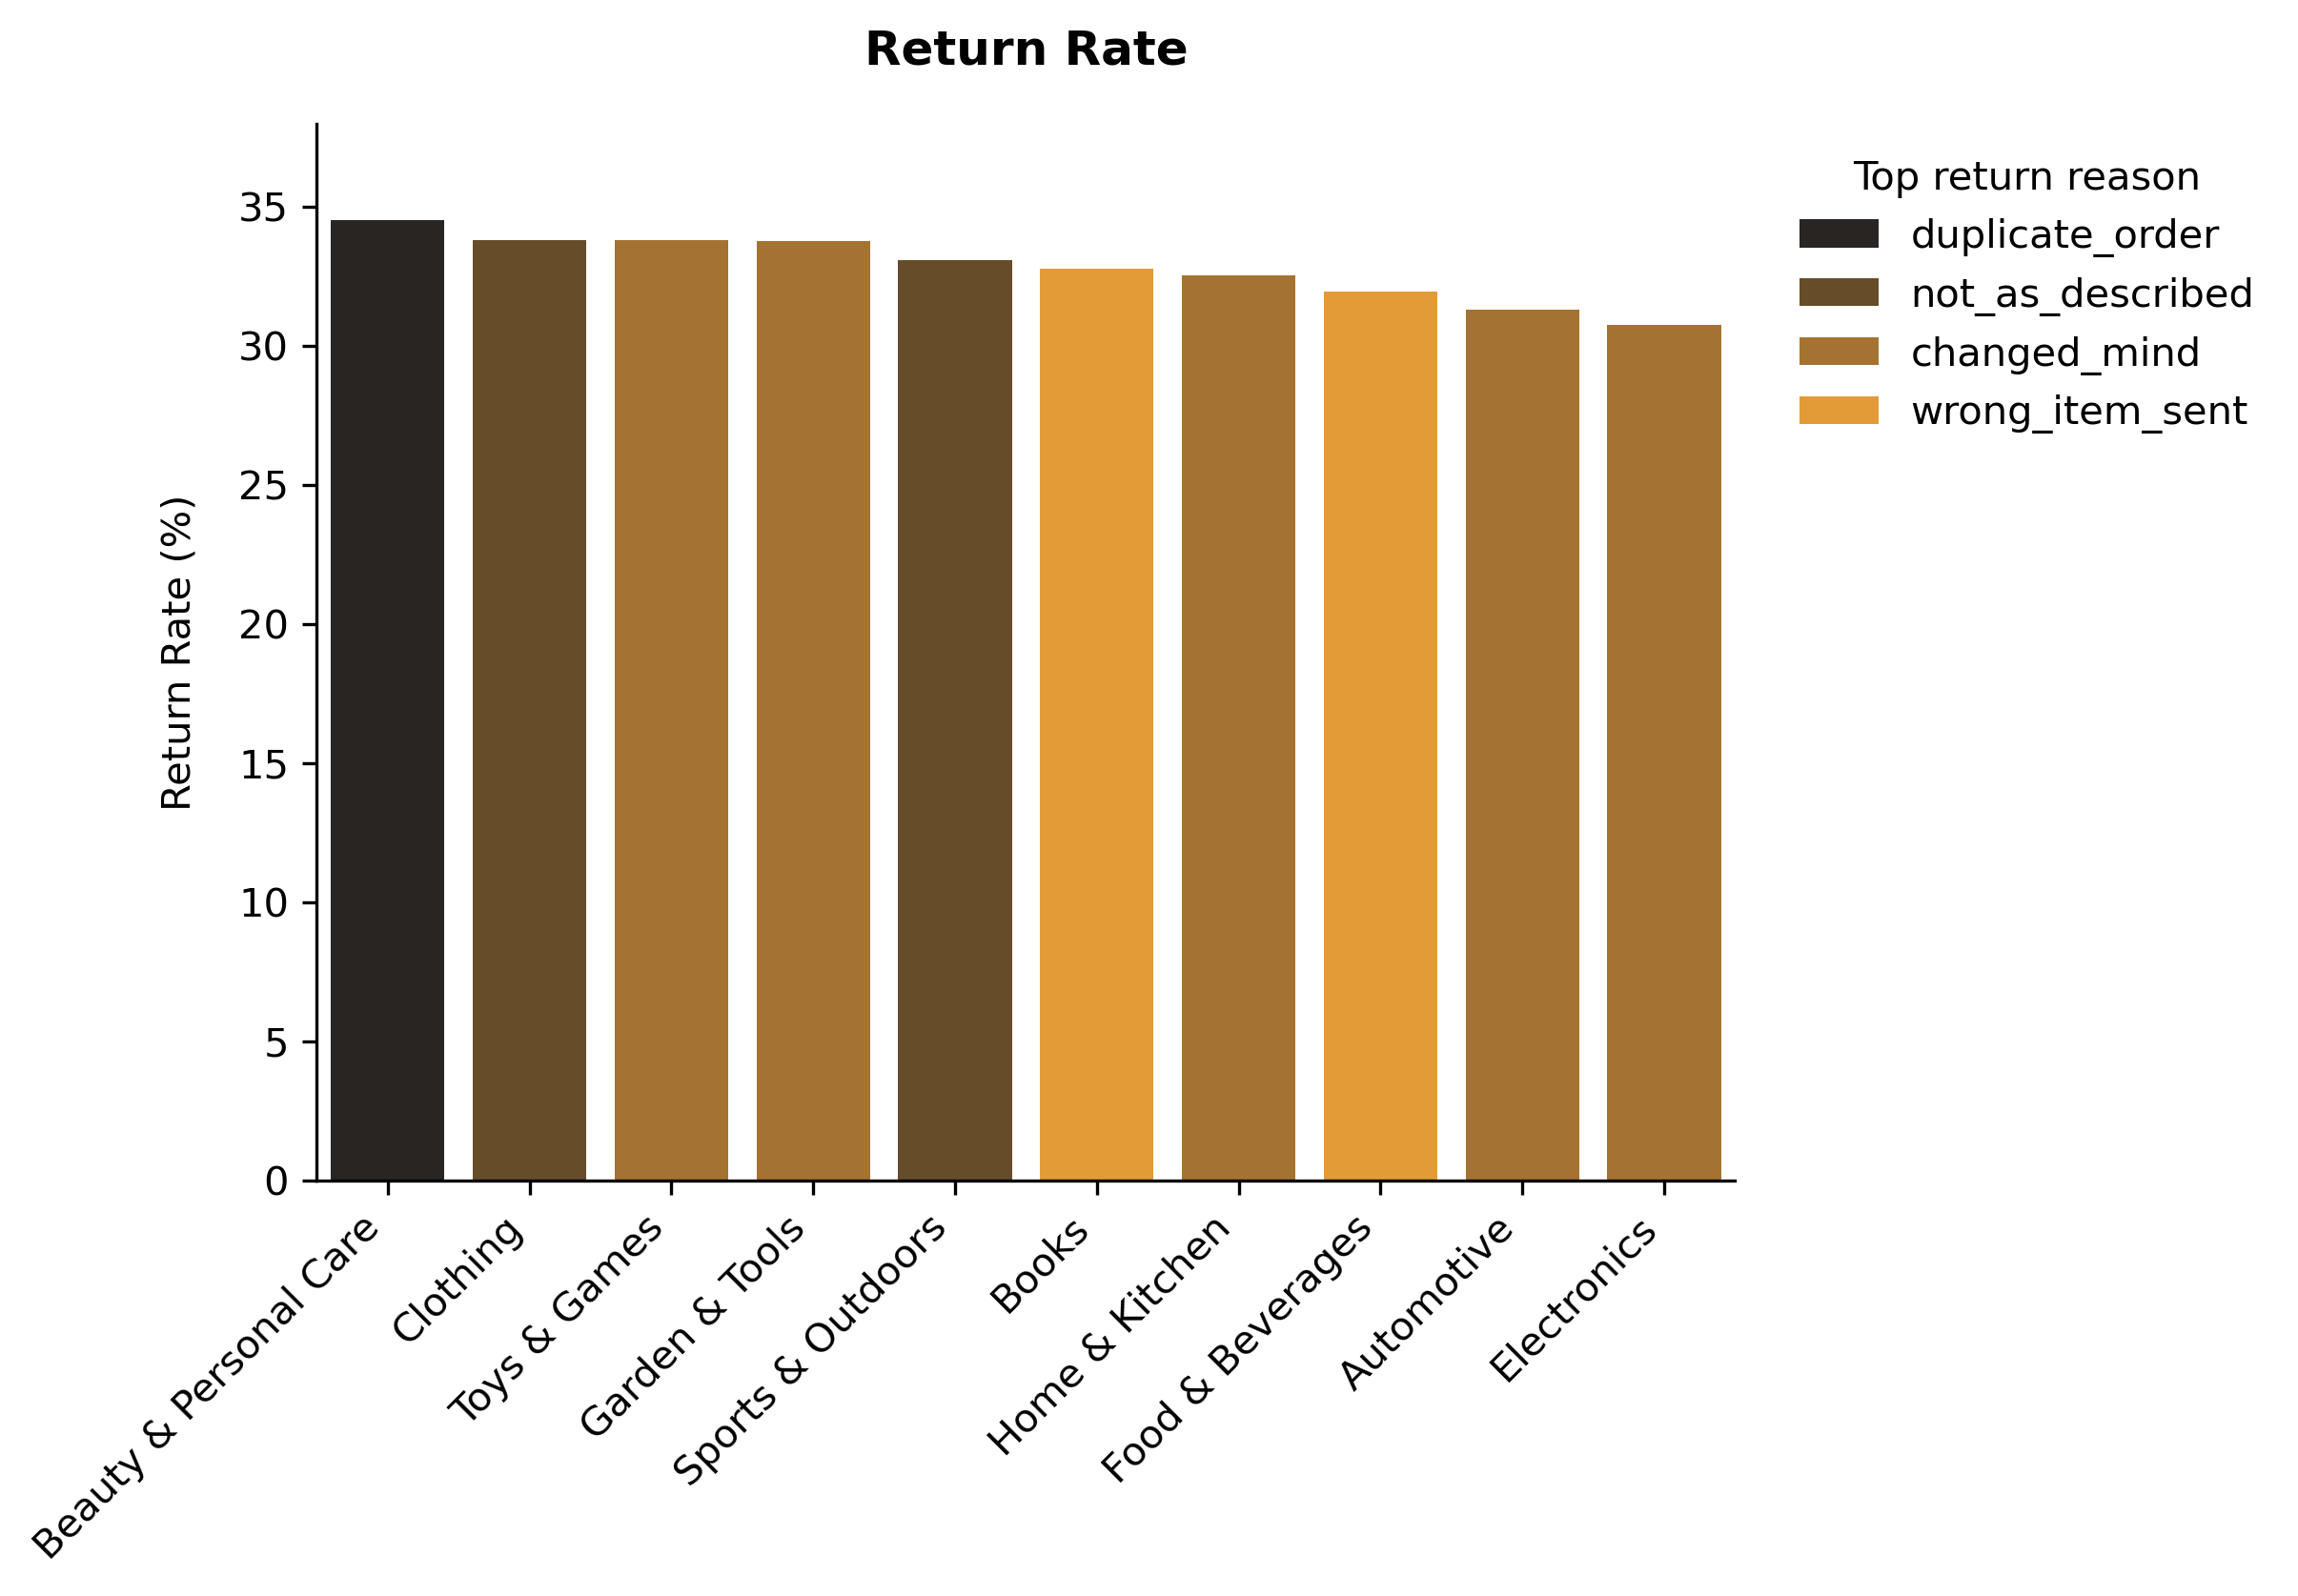 Return Rate
Return Rate (%)
35
30
25
20
15
10
5
0
Beauty & Personal Care
Clothing
Toys & Games
Garden & Tools
Sports & Outdoors
Books
Home & Kitchen
Food & Beverages
Automotive
Electronics
Top return reason
duplicate_order
not_as_described
changed_mind
wrong_item_sent